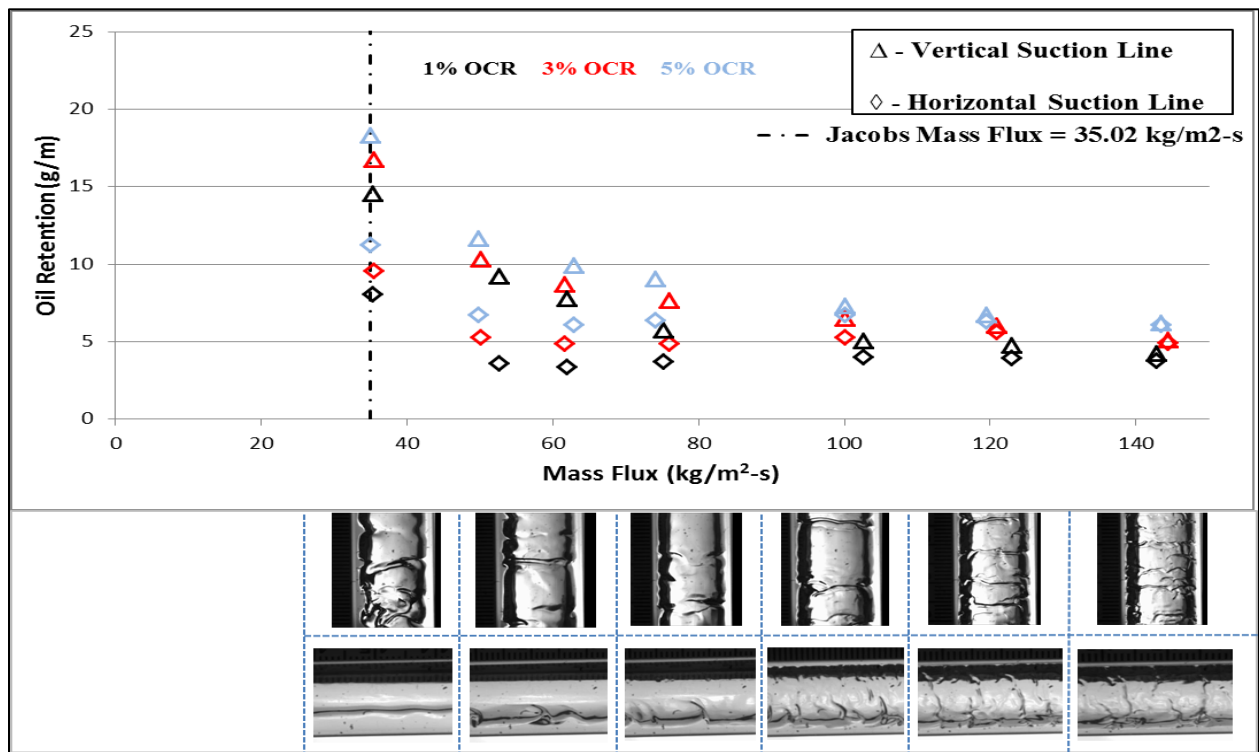 25
20
15
10
5
0
Oil Retention (g/m)
1% OCR 3% OCR 5% OCR
△ - Vertical Suction Line
◇ - Horizontal Suction Line
Jacobs Mass Flux = 35.02 kg/m2-s
0 20 40 60 80 100 120 140
Mass Flux (kg/m²-s)